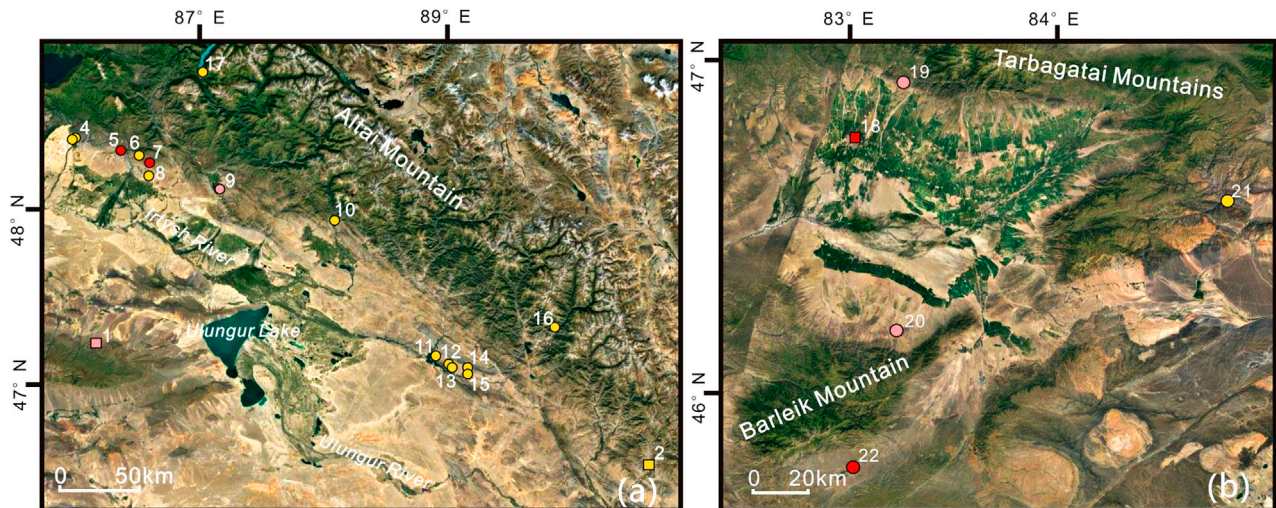 87° E
89° E
83° E
84° E
17
Altai Mountain
4
5
6
7
8
9
10
48°
Irtysh River
Ulungur Lake
1
16
11
12
14
13
15
47°
Ulungur River
2
0 50km
(a)
47° N
19
Tarbagatai Mountains
18
21
20
Barleik Mountain
46° N
22
0 20km
(b)